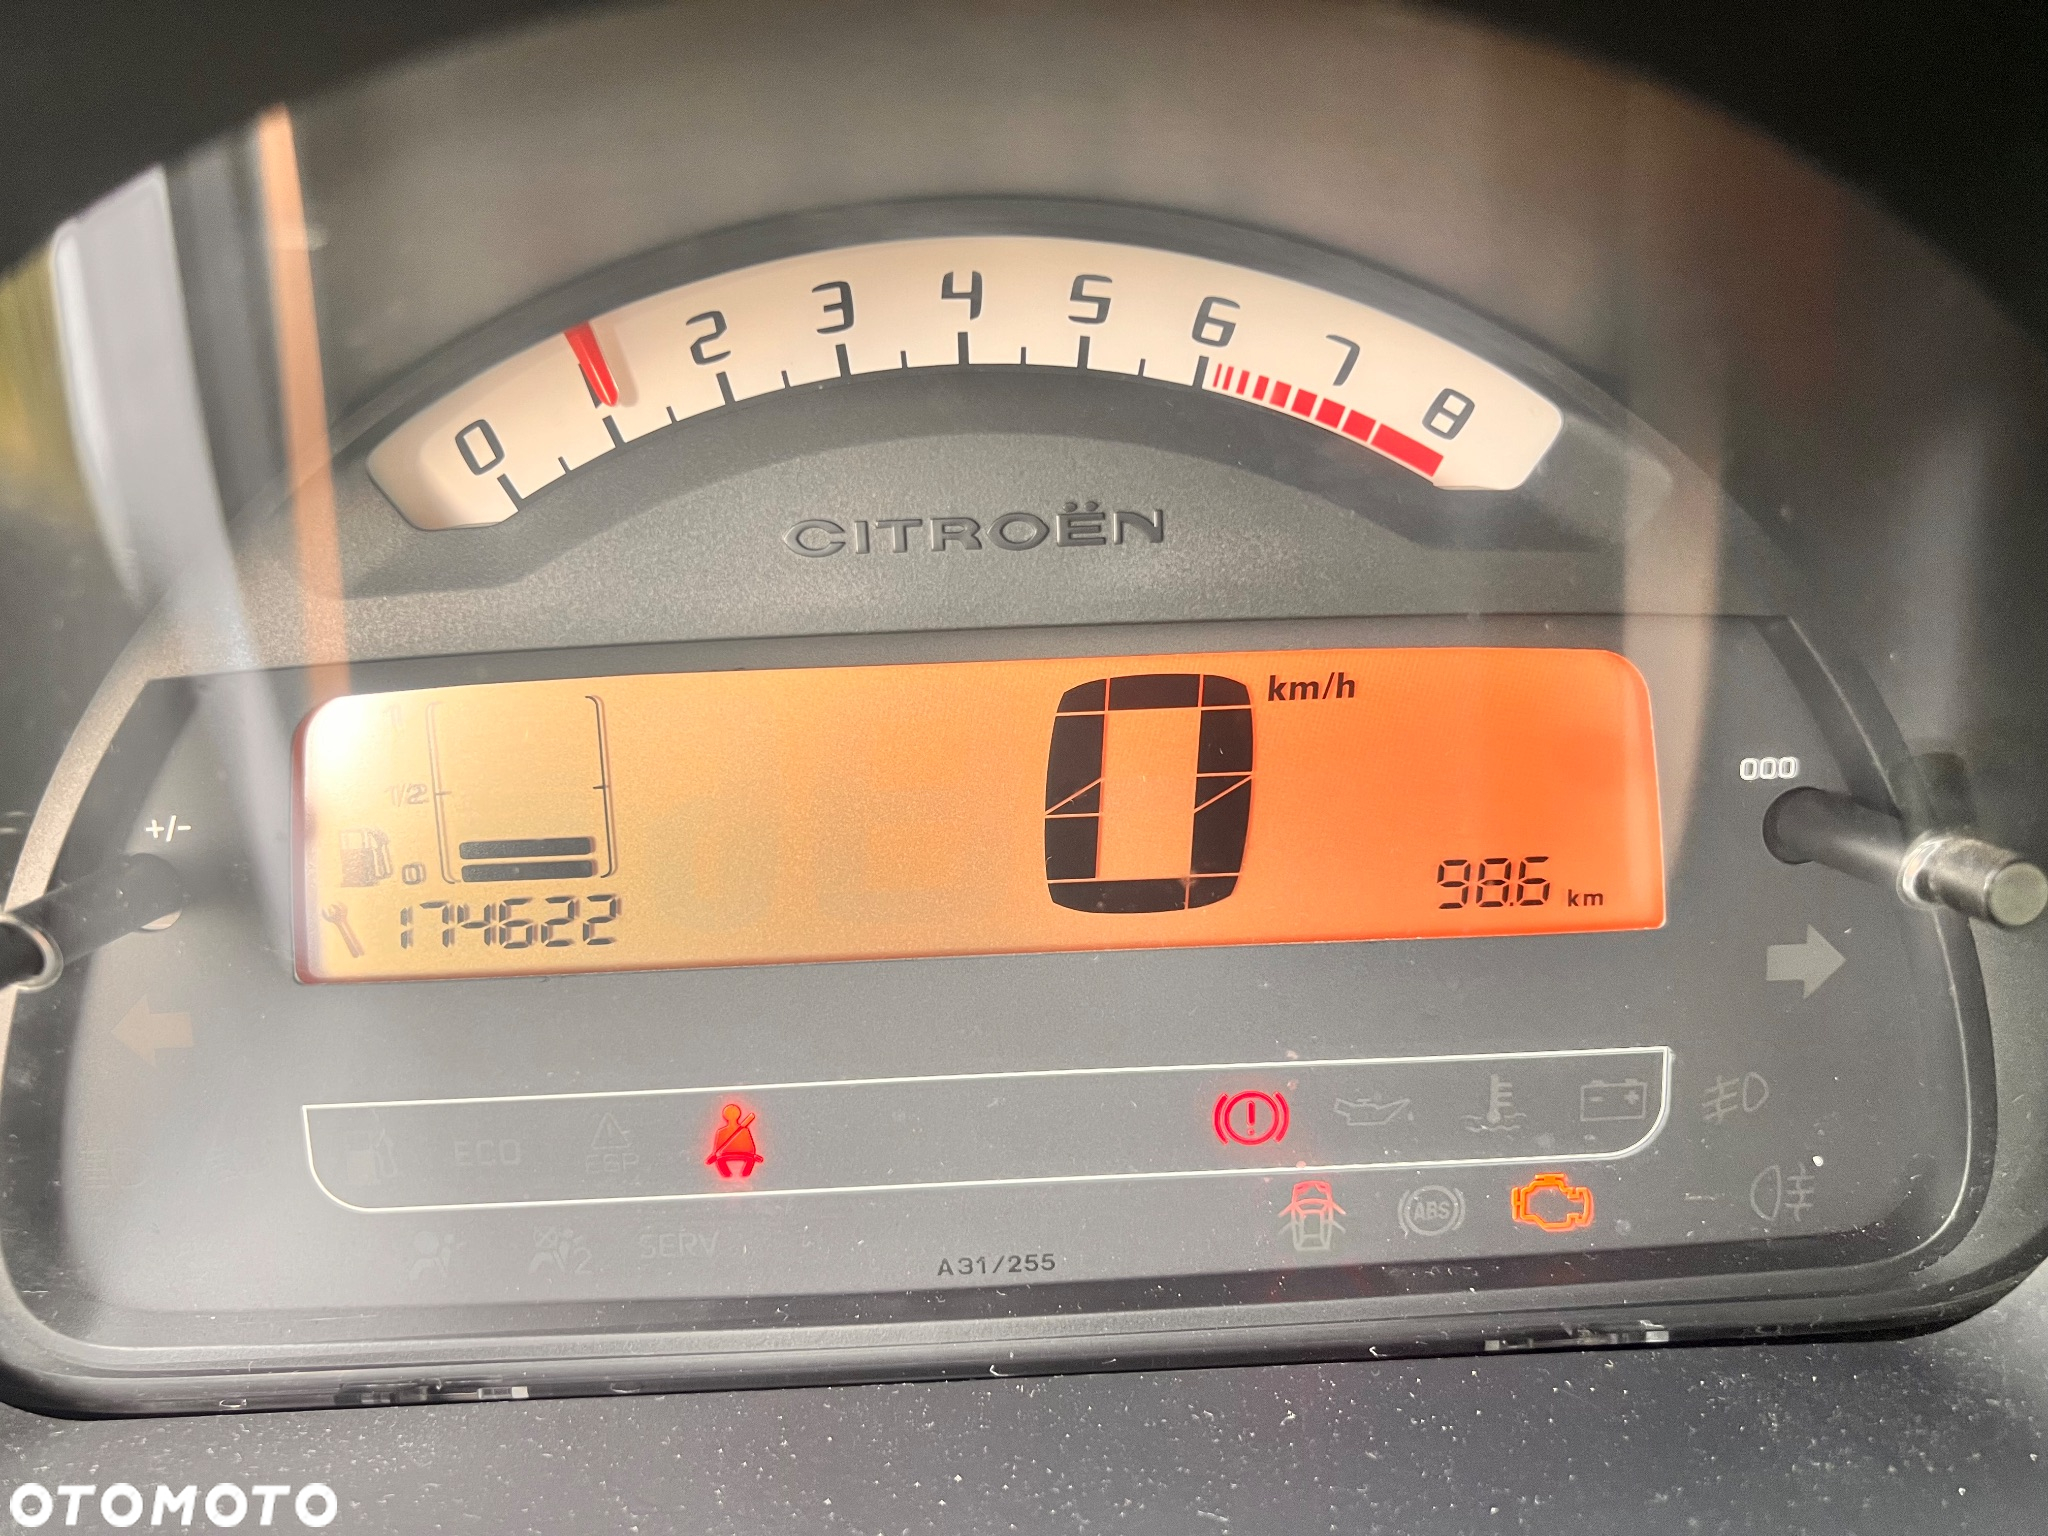 0 2 3 4 5 6 7 8
CITROËN
km/h
0
1
1/2
0
+/-
000
174622
98.6 km
ECO
ESP
ABS
2
SERV
A31/255
OTOMOTO